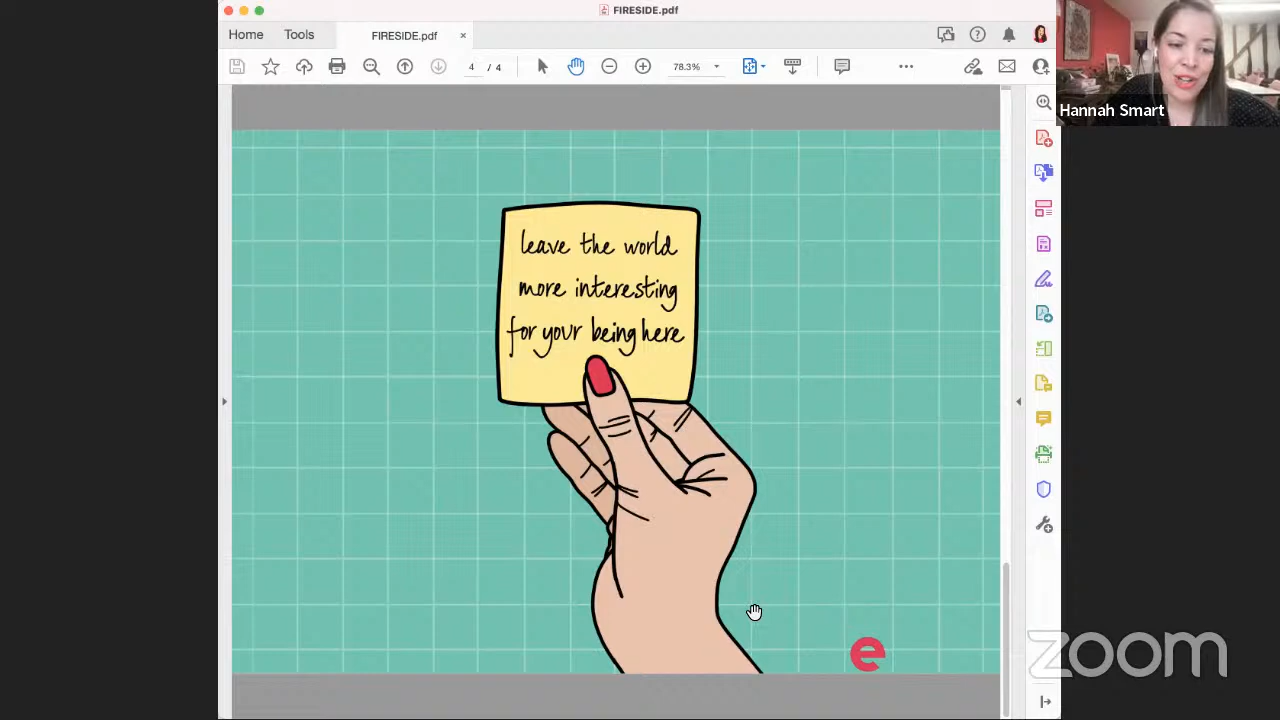 FIRESIDE.pdf
Home
Tools
FIRESIDE.pdf
4 / 4
78.3%
Hannah Smart
leave the world
more interesting
for your being here
e
zoom